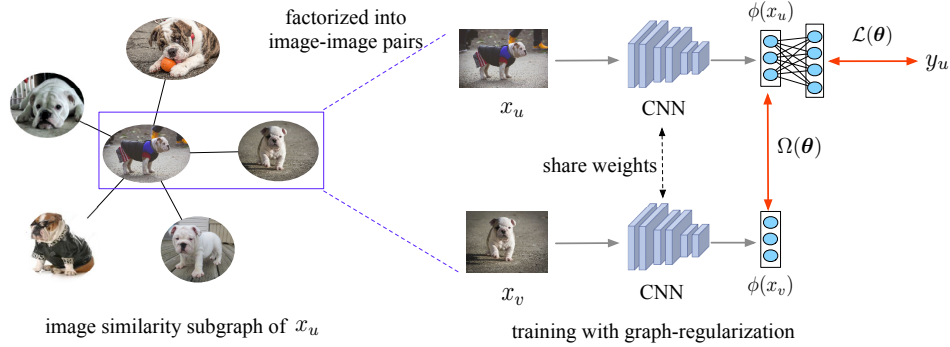 factorized into
image-image pairs
ϕ(x_u)
ℒ(θ)
y_u
x_u
CNN
share weights
Ω(θ)
x_v
CNN
ϕ(x_v)
image similarity subgraph of x_u
training with graph-regularization